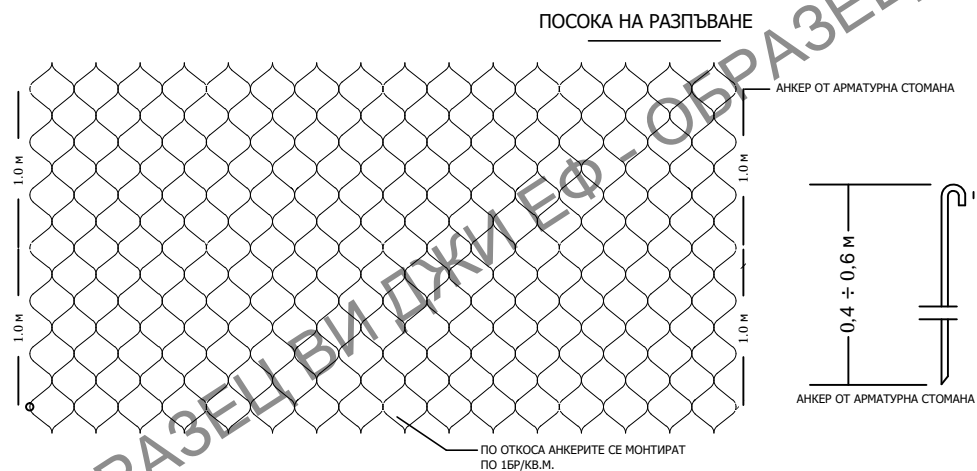 ПОСОКА НА РАЗПЪВАНЕ
АНКЕР ОТ АРМАТУРНА СТОМАНА
1.0 м
1.0 м
1.0 м
1.0 м
0,4 ÷ 0,6 м
АНКЕР ОТ АРМАТУРНА СТОМАНА
ПО ОТКОСА АНКЕРИТЕ СЕ МОНТИРАТ
ПО 1БР/КВ.М.
ОБРАЗЕЦ ВИ ДЖИ ЕФ - ОБРАЗЕЦ